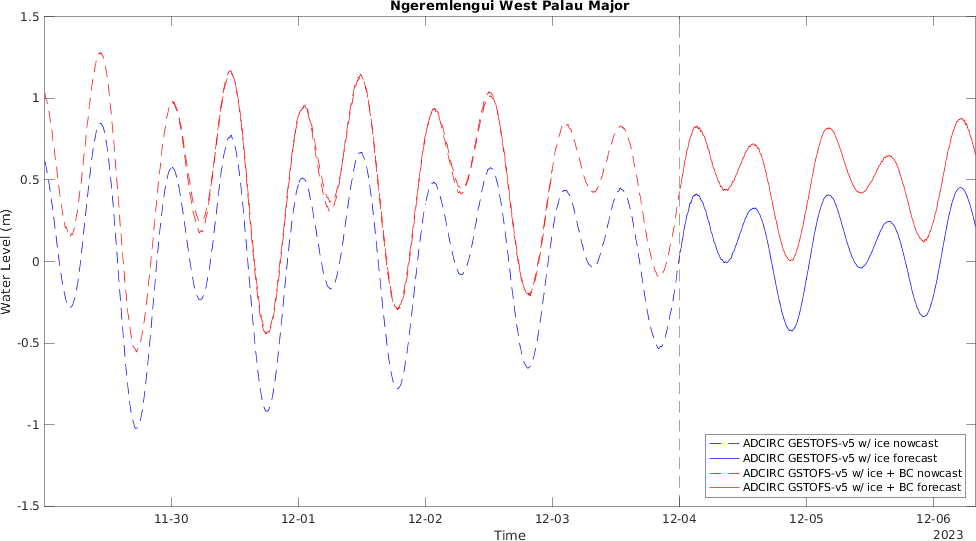 Ngeremlengui West Palau Major
1.5
1
0.5
0
-0.5
-1
-1.5
Water Level (m)
11-30
12-01
12-02
12-03
12-04
12-05
12-06
Time
2023
ADCIRC GESTOFS-v5 w/ ice nowcast
ADCIRC GESTOFS-v5 w/ ice forecast
ADCIRC GSTOFS-v5 w/ ice + BC nowcast
ADCIRC GSTOFS-v5 w/ ice + BC forecast